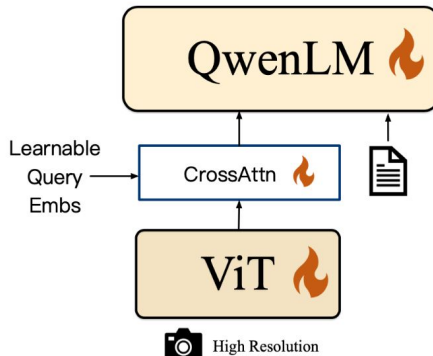 QwenLM
Learnable
Query
Embs
CrossAttn
ViT
High Resolution